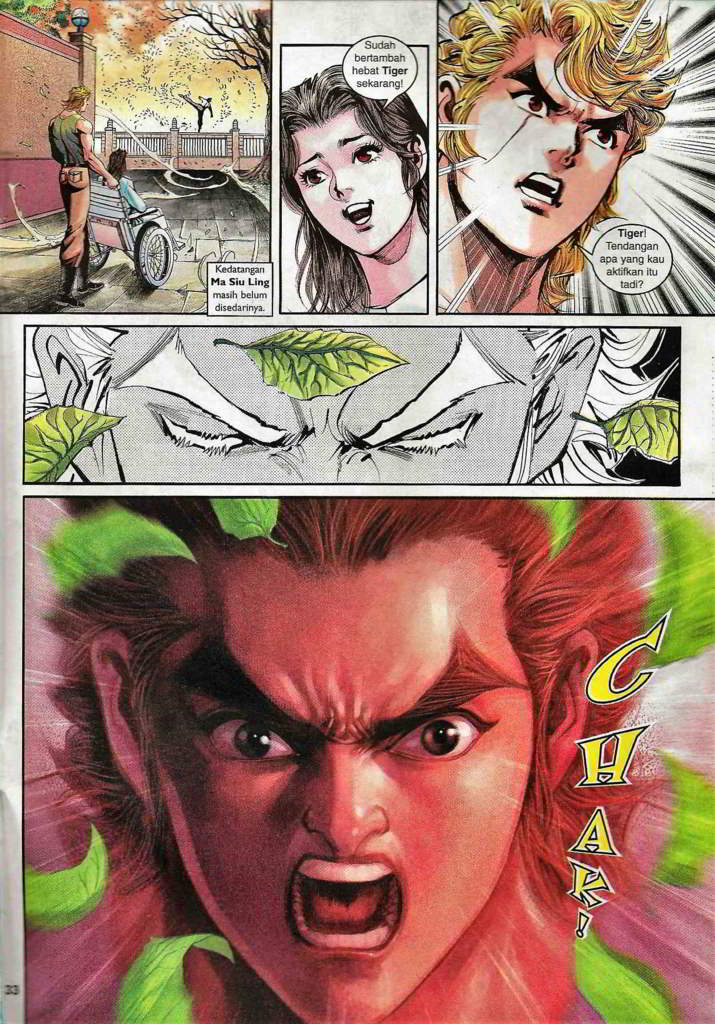 Kedatangan
Ma Siu Ling
masih belum
disedarinya.
Sudah
bertambah
hebat Tiger
sekarang!
Tiger!
Tendangan
apa yang kau
aktifkan itu
tadi?
CHAK!
33